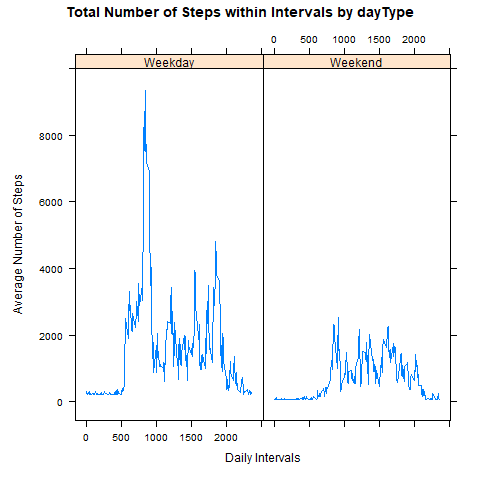 Total Number of Steps within Intervals by dayType
0 500 1000 1500 2000
Weekday Weekend
8000
6000
4000
2000
0
Average Number of Steps
0 500 1000 1500 2000
Daily Intervals